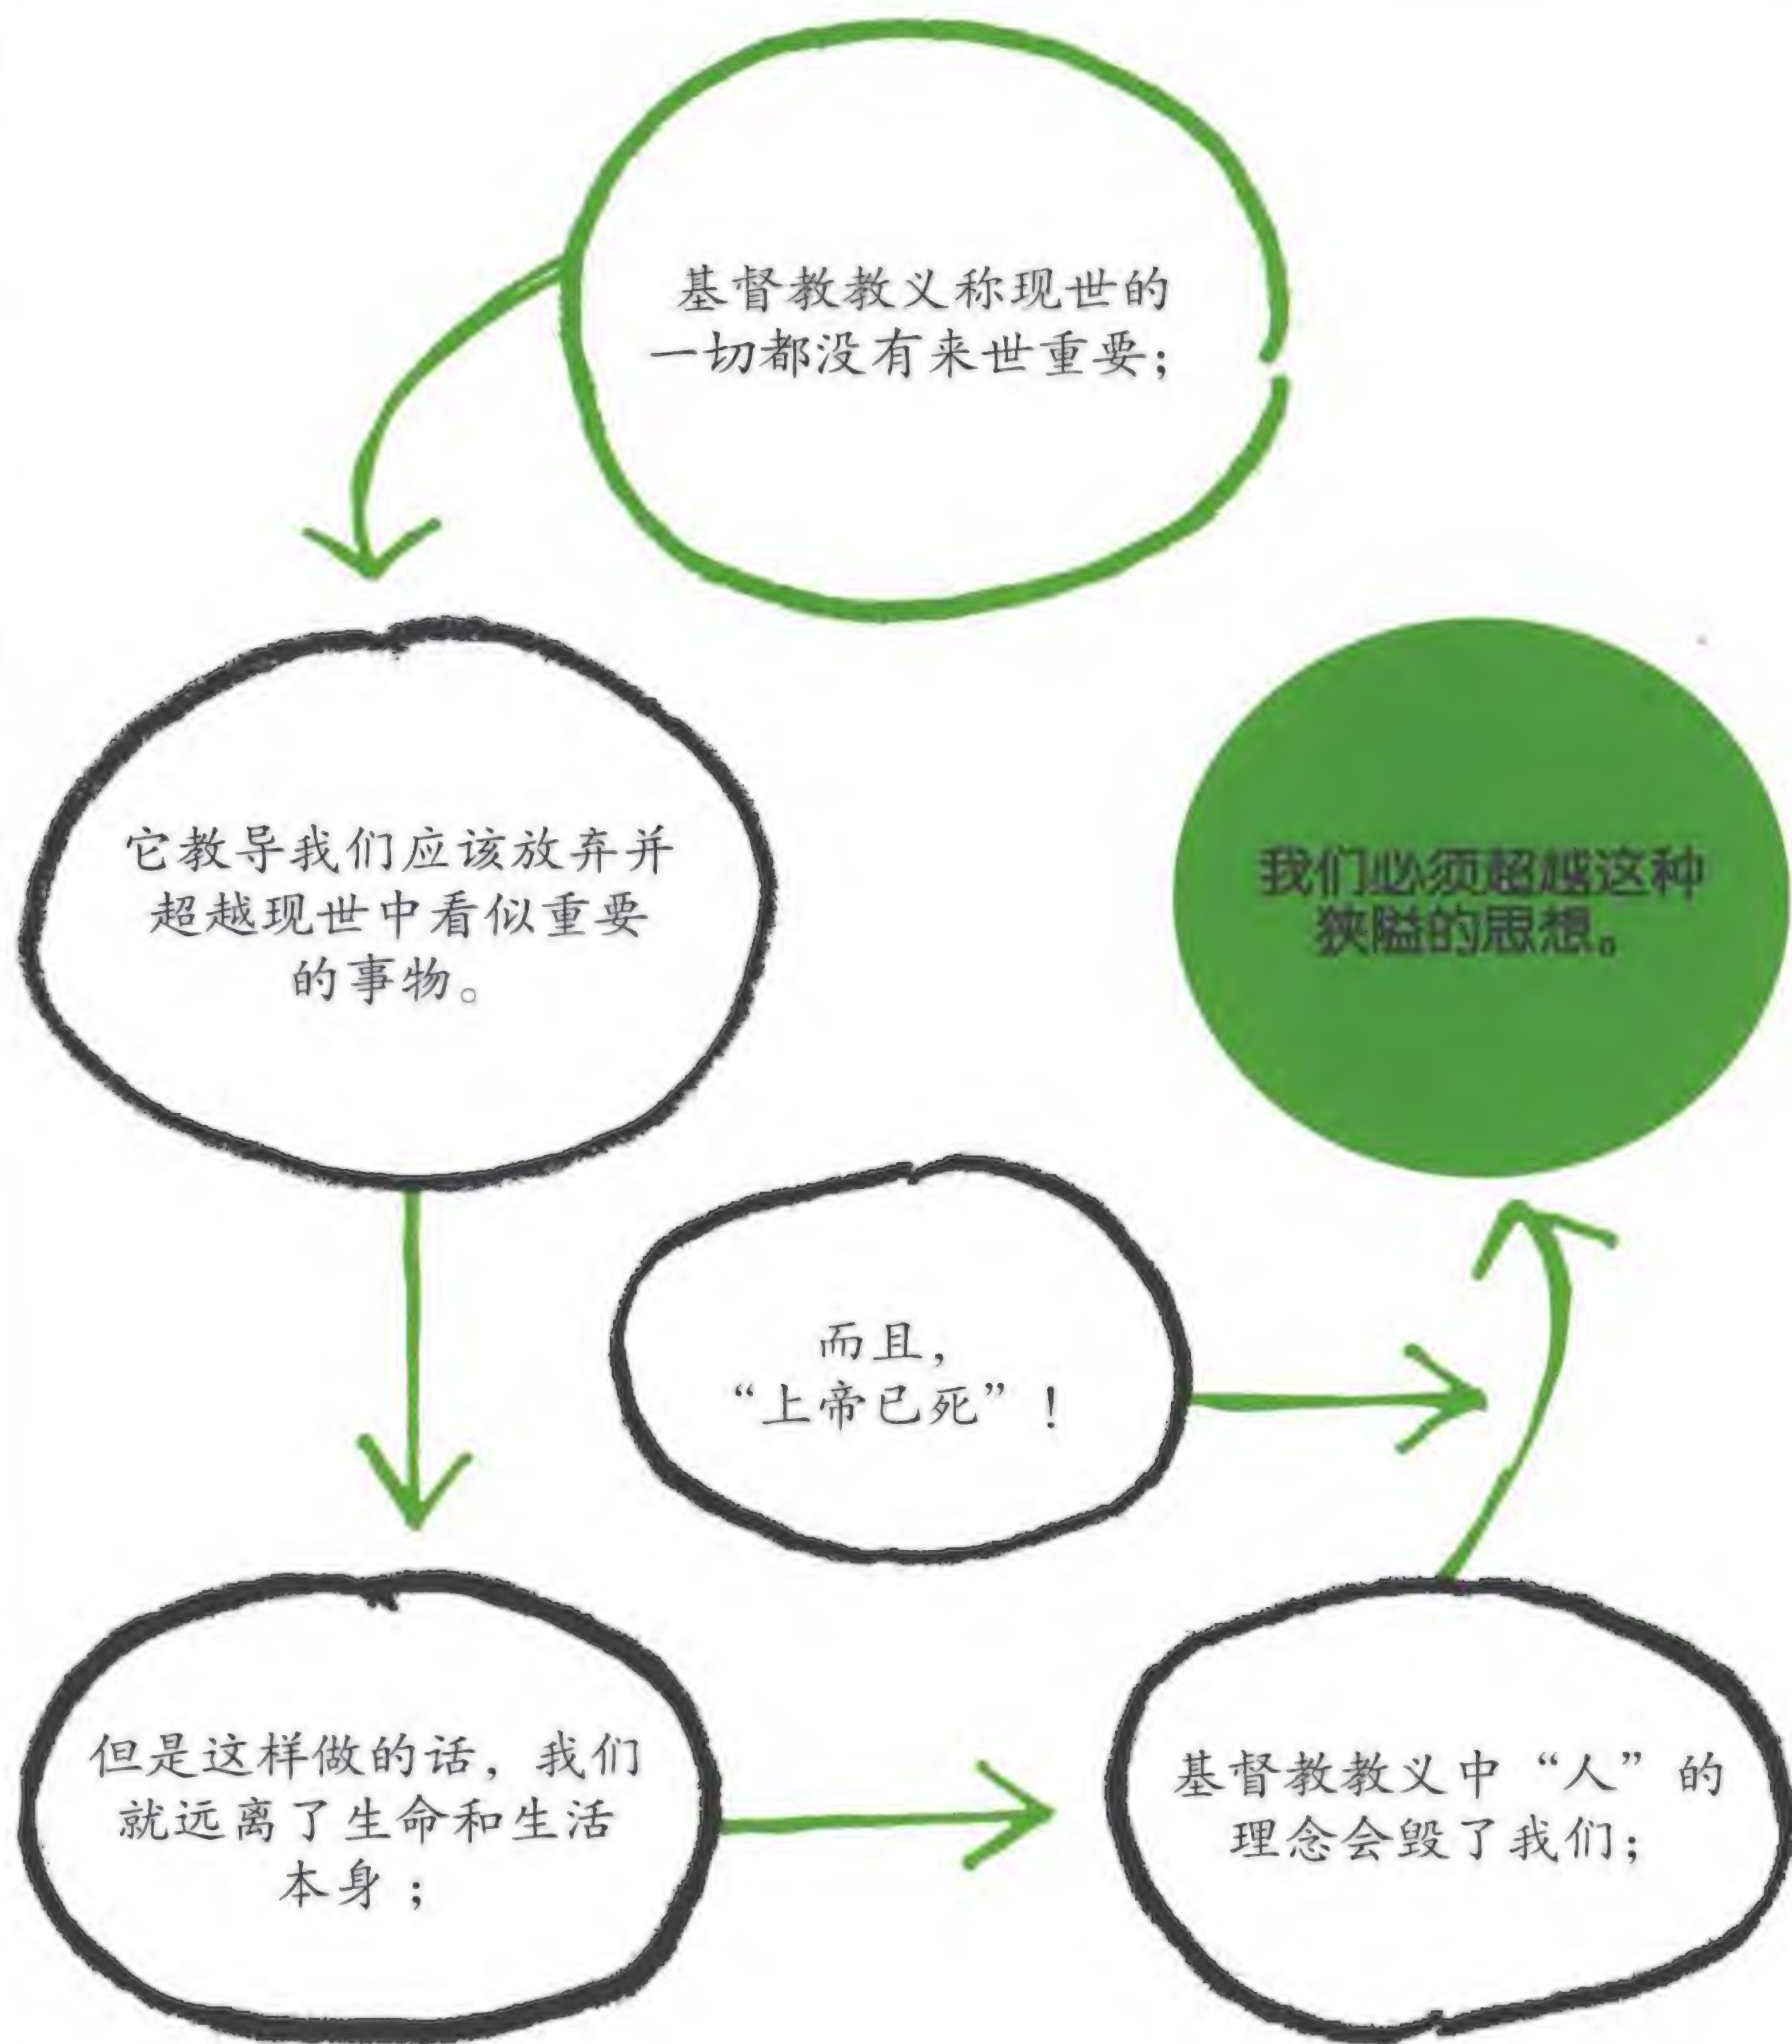 基督教教义称现世的
一切都没有来世重要；
它教导我们应该放弃并
超越现世中看似重要
的事物。
但是这样做的话，我们
就远离了生命和生活
本身；
基督教教义中“人”的
理念会毁了我们；
而且，
“上帝已死”！
我们必须超越这种
狭隘的思想。